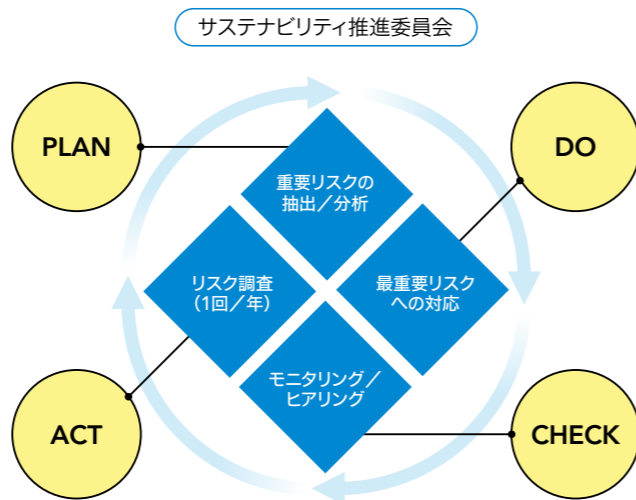 サステナビリティ推進委員会
PLAN
DO
重要リスクの
抽出／分析
リスク調査
（1回／年）
最重要リスク
への対応
モニタリング／
ヒアリング
ACT
CHECK